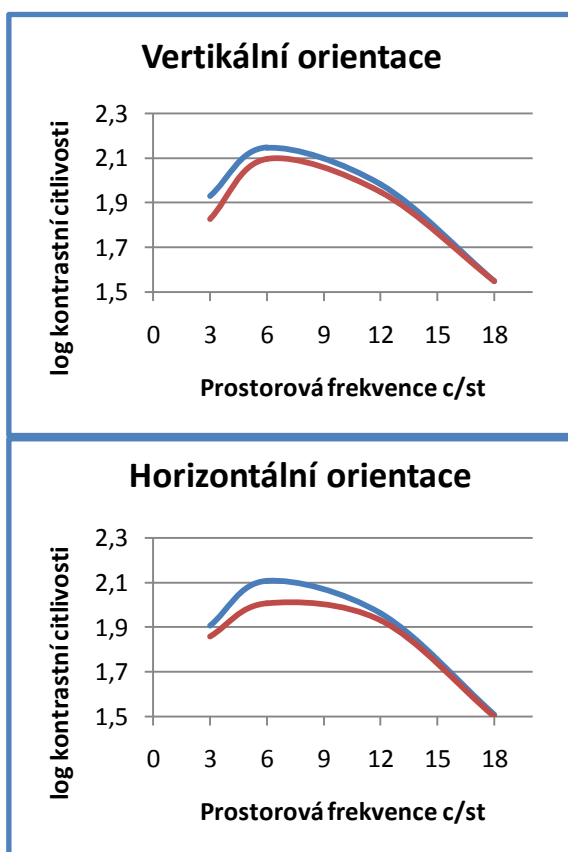 Vertikální orientace
log kontrastní citlivosti
2,3
2,1
1,9
1,7
1,5
0 3 6 9 12 15 18
Prostorová frekvence c/st
Horizontální orientace
log kontrastní citlivosti
2,3
2,1
1,9
1,7
1,5
0 3 6 9 12 15 18
Prostorová frekvence c/st